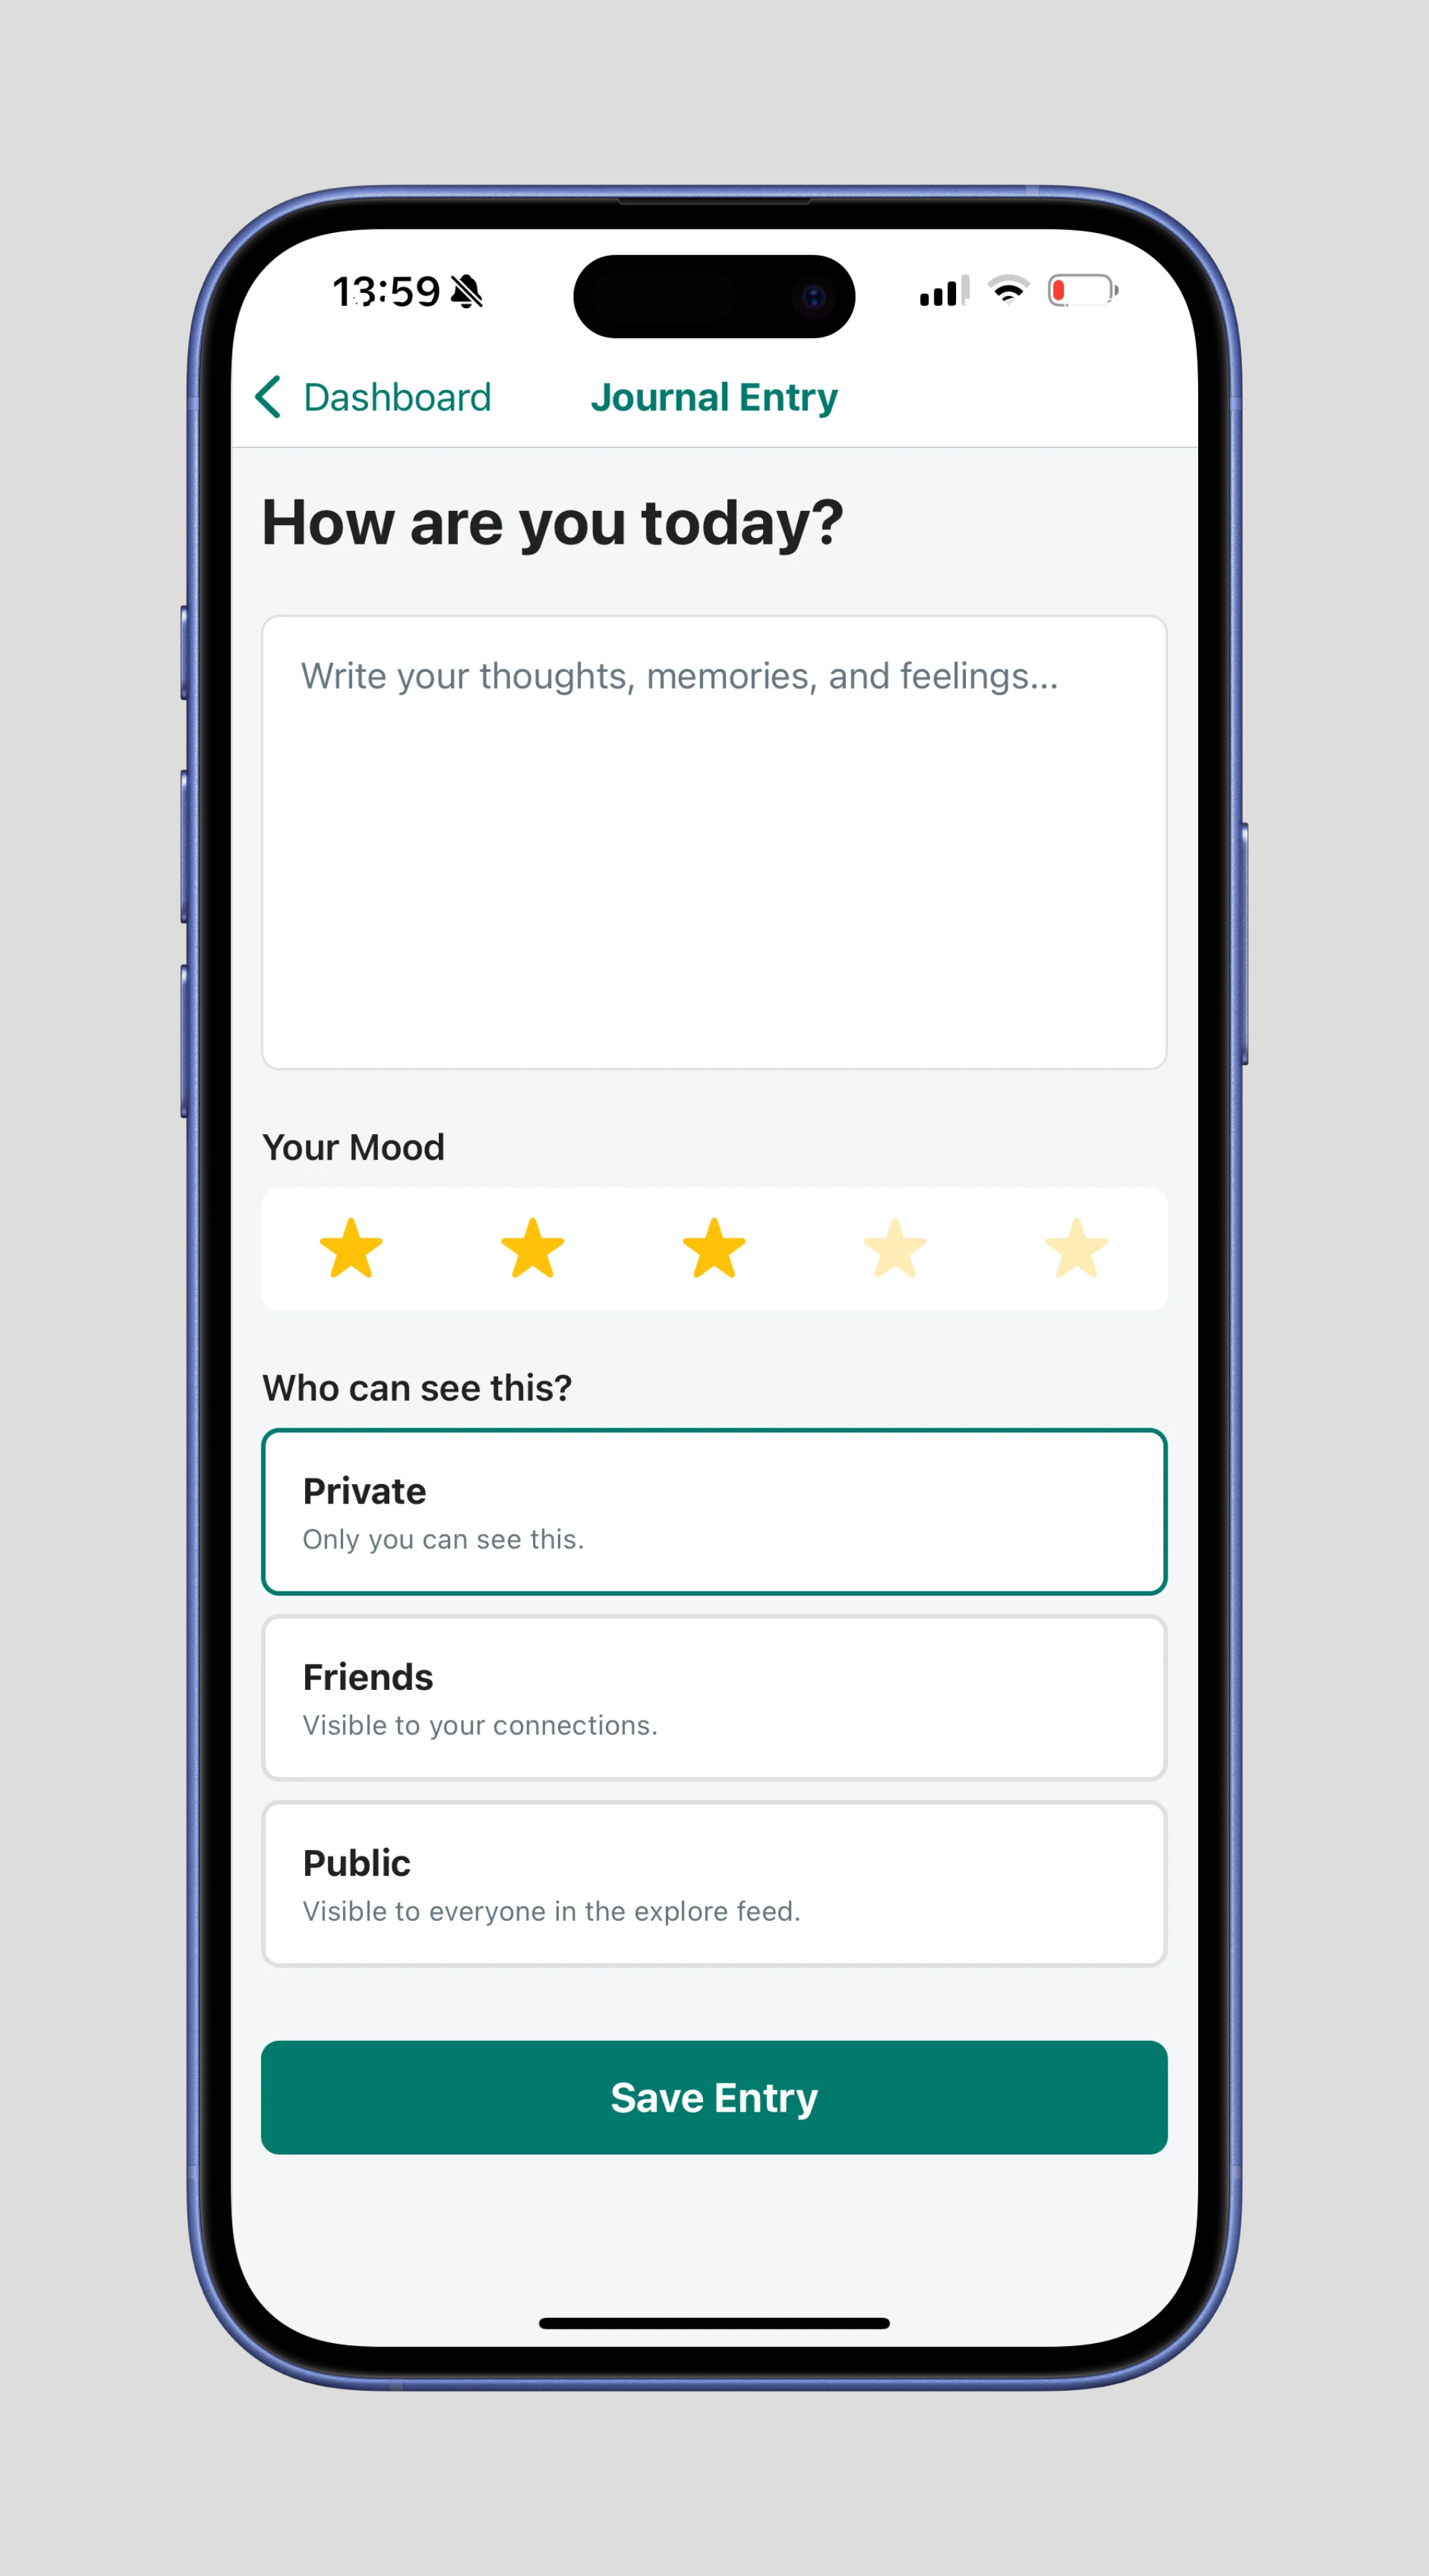 13:59
Dashboard
Journal Entry
How are you today?
Write your thoughts, memories, and feelings...
Your Mood
Who can see this?
Private
Only you can see this.
Friends
Visible to your connections.
Public
Visible to everyone in the explore feed.
Save Entry